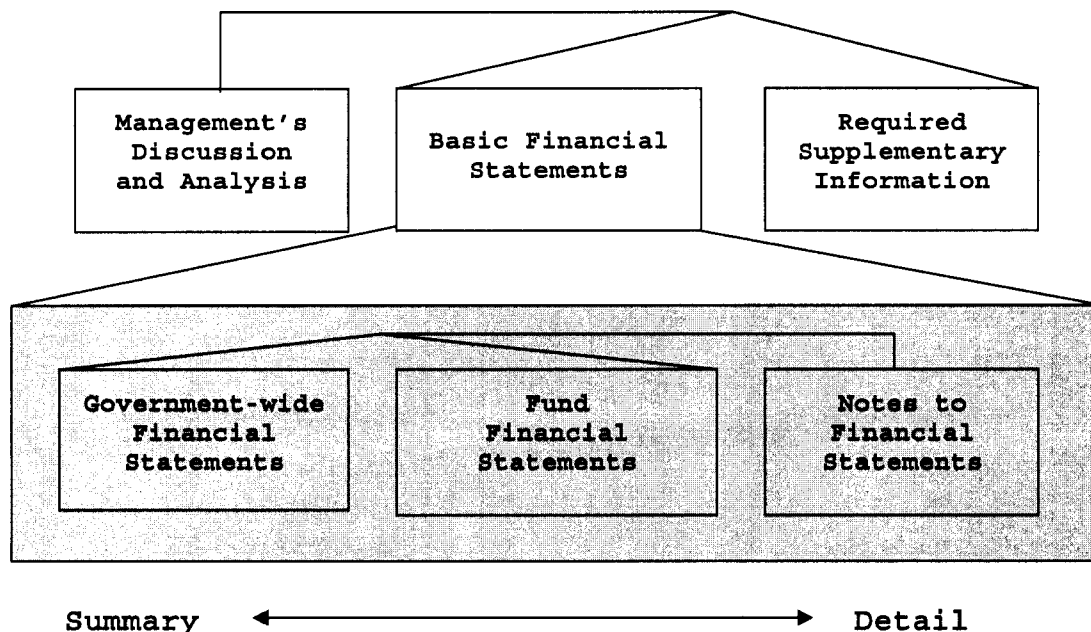 Management's
Discussion
and Analysis
Basic Financial
Statements
Required
Supplementary
Information
Government-wide
Financial
Statements
Fund
Financial
Statements
Notes to
Financial
Statements
Summary
Detail